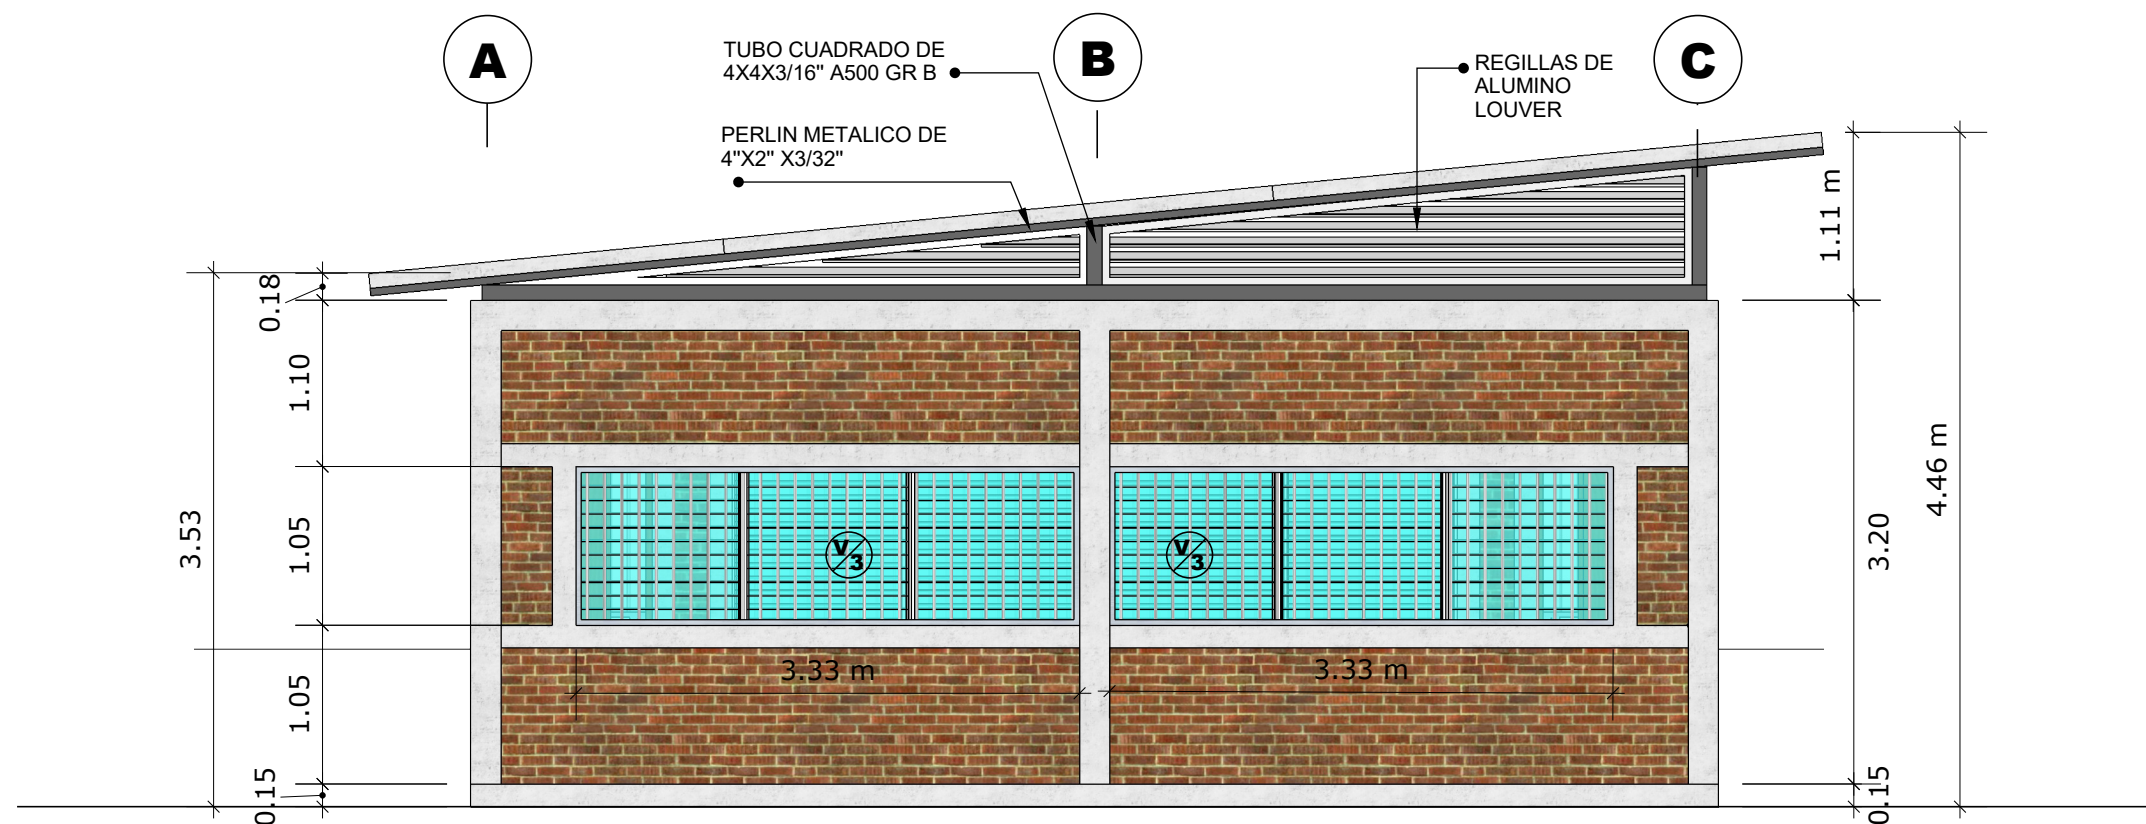 A
B
C
TUBO CUADRADO DE
4X4X3/16" A500 GR B
REGILLAS DE
ALUMINO
LOUVER
PERLIN METALICO DE
4"X2" X3/32"
0.18
1.10
1.05
1.05
0.15
3.53
1.11 m
4.46 m
3.20
0.15
V
3
V
3
3.33 m
3.33 m